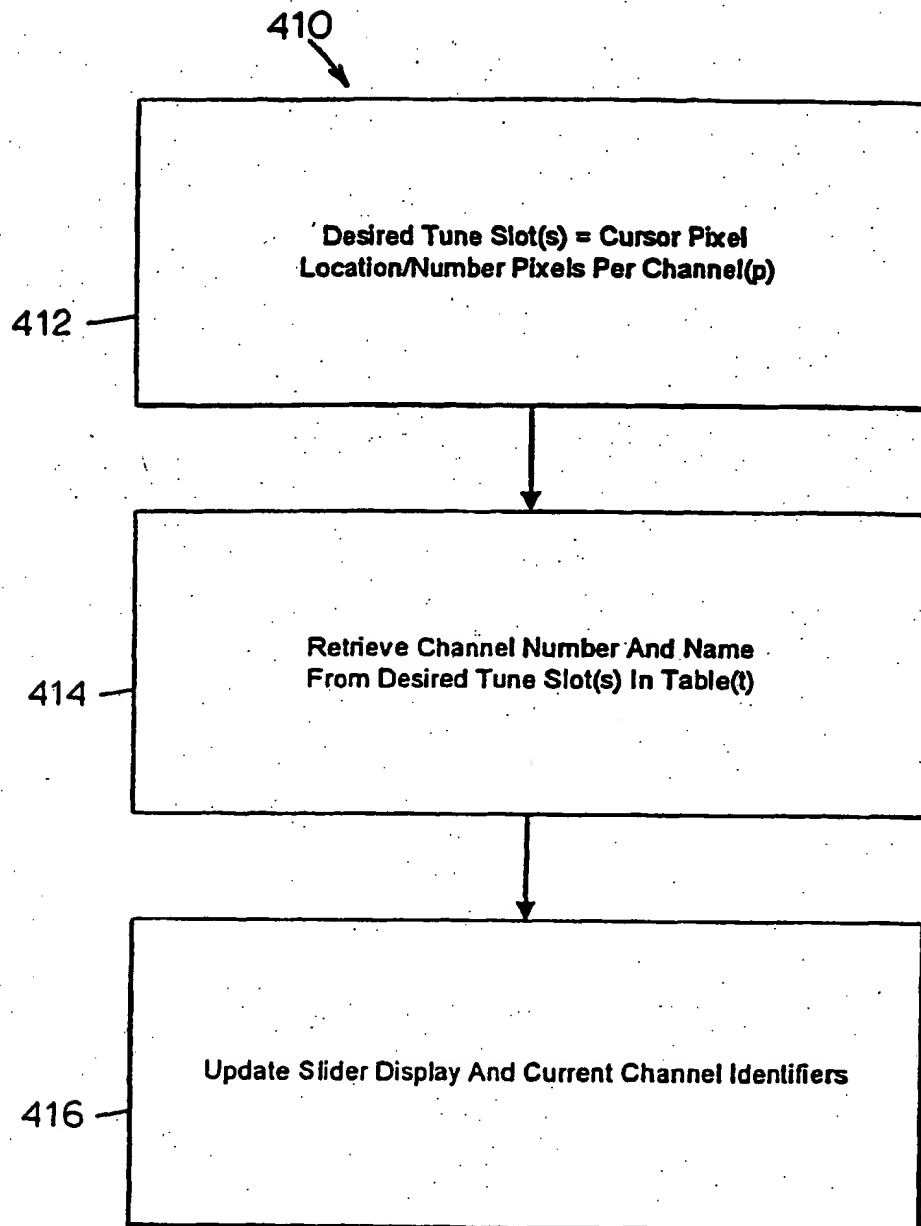 410
Desired Tune Slot(s) = Cursor Pixel
Location/Number Pixels Per Channel(p)
412
Retrieve Channel Number And Name
From Desired Tune Slot(s) In Table(t)
414
Update Slider Display And Current Channel Identifiers
416